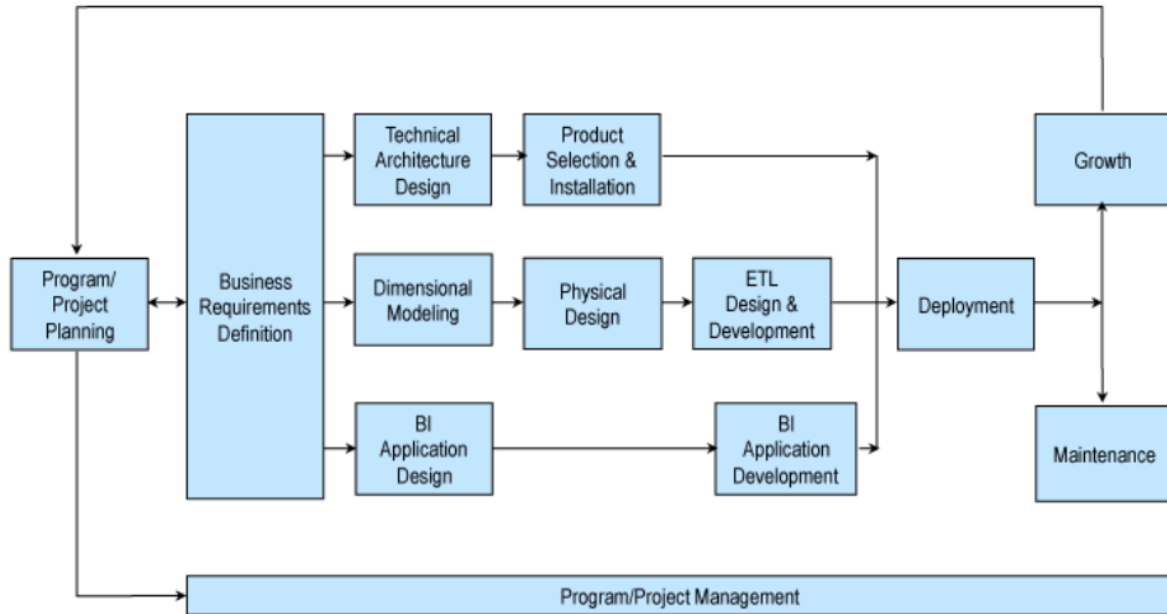 Technical
Architecture
Design
Product
Selection &
Installation
Growth
Program/
Project
Planning
Business
Requirements
Definition
Dimensional
Modeling
Physical
Design
ETL
Design &
Development
Deployment
BI
Application
Design
BI
Application
Development
Maintenance
Program/Project Management